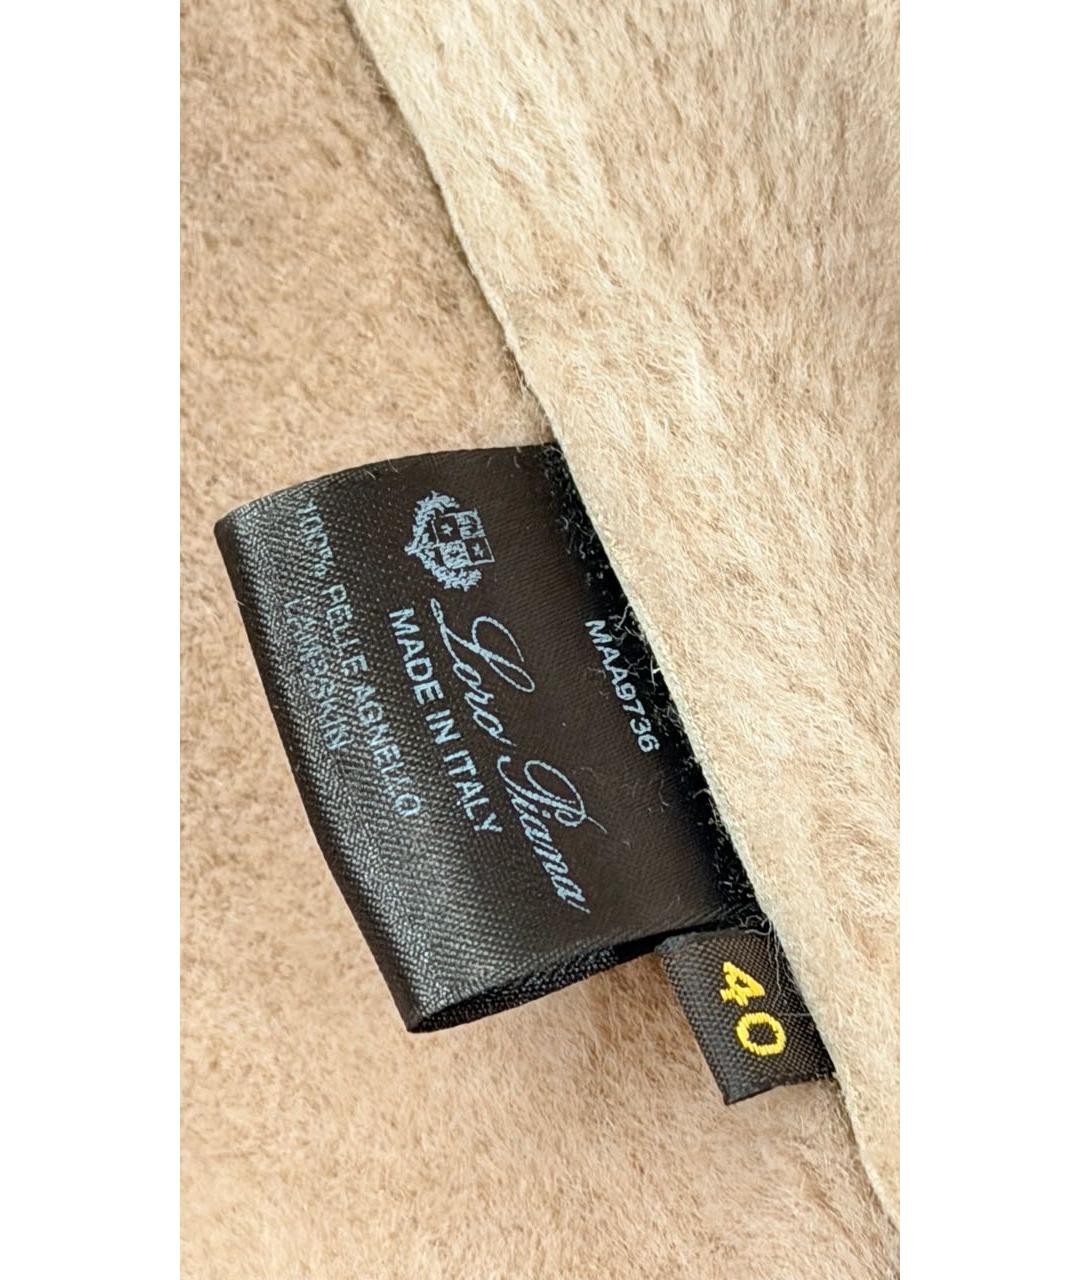 MAA9736
Loro Piana
MADE IN ITALY
100% PELLE AGNELLO
LAMBSKIN
40